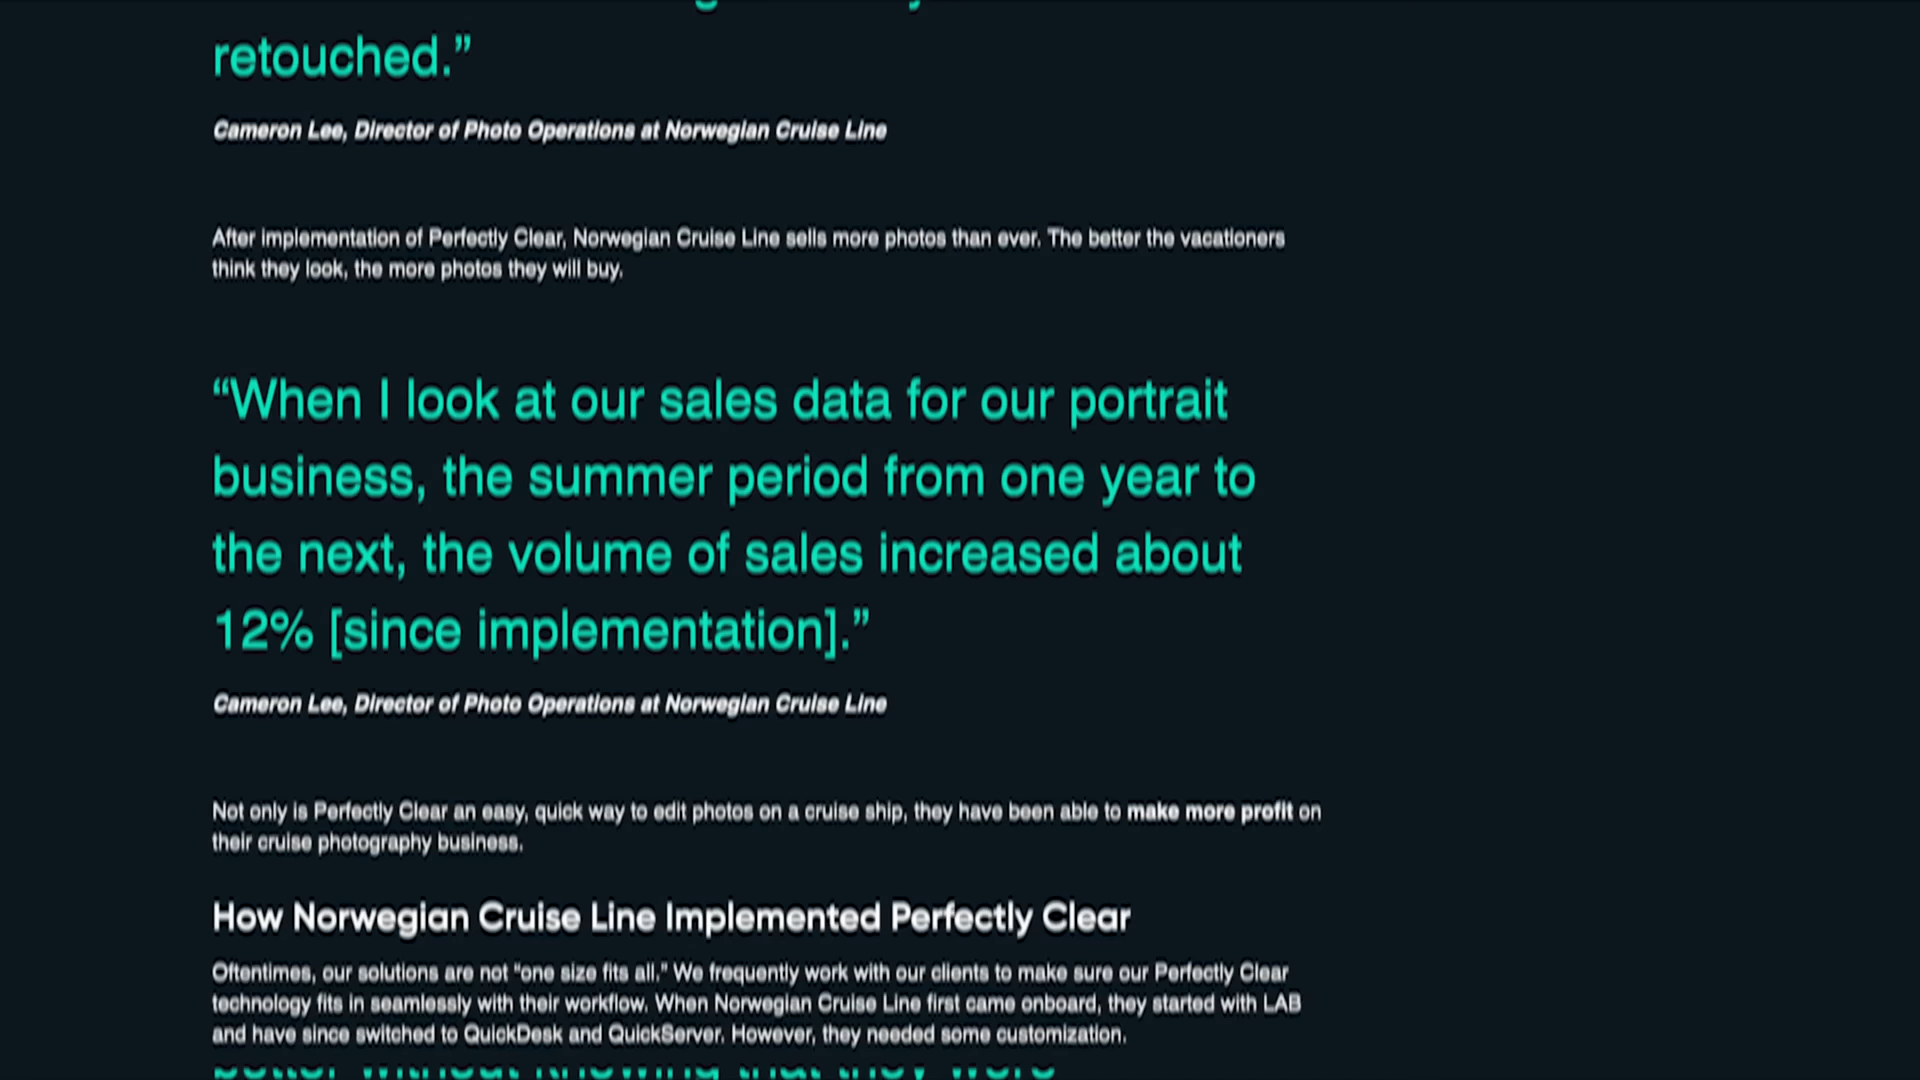 retouched.”
Cameron Lee, Director of Photo Operations at Norwegian Cruise Line
After implementation of Perfectly Clear, Norwegian Cruise Line sells more photos than ever. The better the vacationers
think they look, the more photos they will buy.
“When I look at our sales data for our portrait
business, the summer period from one year to
the next, the volume of sales increased about
12% [since implementation].”
Cameron Lee, Director of Photo Operations at Norwegian Cruise Line
Not only is Perfectly Clear an easy, quick way to edit photos on a cruise ship, they have been able to make more profit on
their cruise photography business.
How Norwegian Cruise Line Implemented Perfectly Clear
Oftentimes, our solutions are not "one size fits all." We frequently work with our clients to make sure our Perfectly Clear
technology fits in seamlessly with their workflow. When Norwegian Cruise Line first came onboard, they started with LAB
and have since switched to QuickDesk and QuickServer. However, they needed some customization.
better without knowing that they were